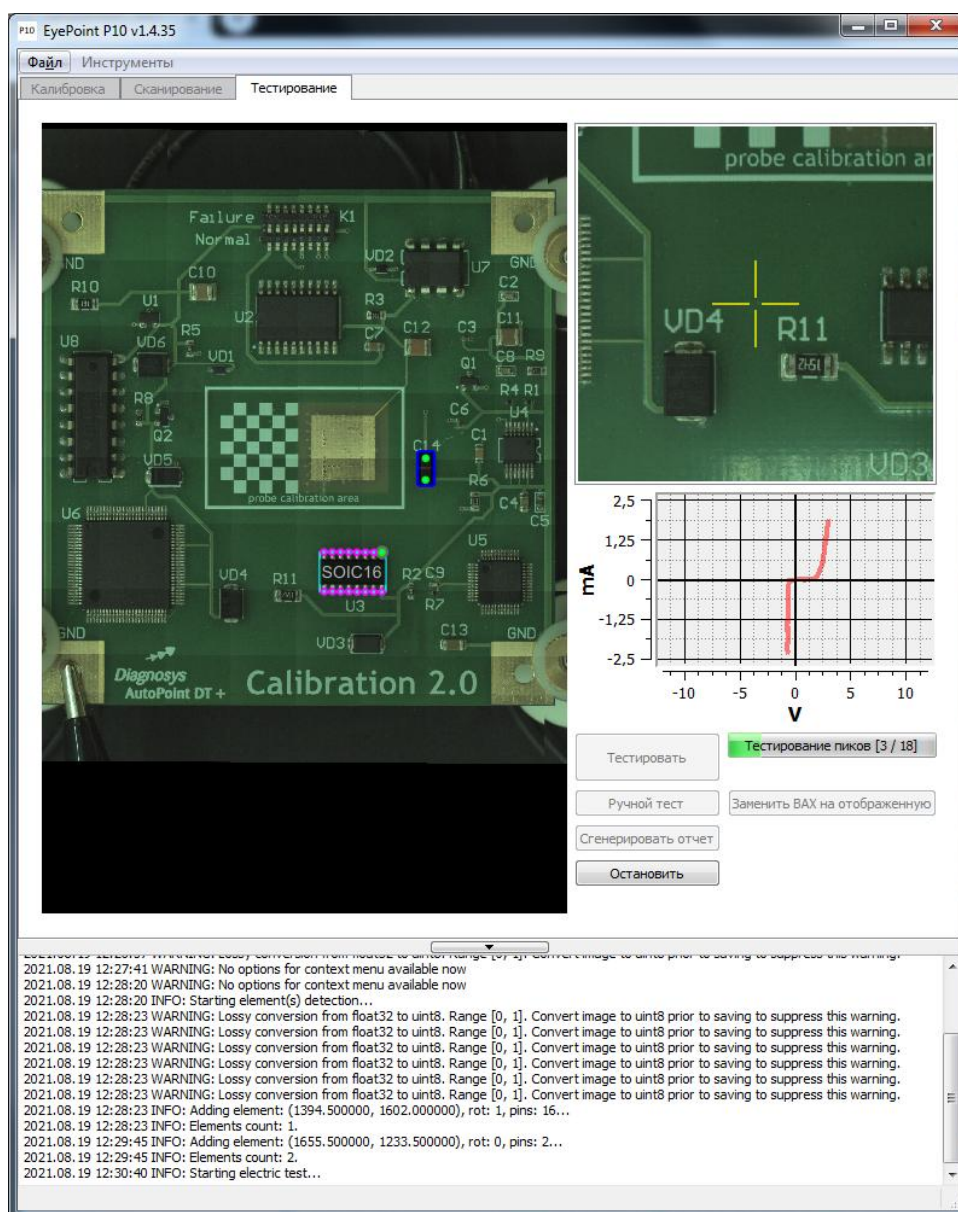 P10 EyePoint P10 v1.4.35
Файл Инструменты
Калибровка Сканирование Тестирование
Failure K1
Normal
GND
VD2
U7
GND
R10
C10
C2
U1
R3
C11
U2
U8
VD6
R5
C7
C12
C3
VD1
Q1
C8 R9
R8
R4 R1
Q2
C6
U4
C14
C1
VD5
R6
probe calibration area
C4
C5
U6
U5
SOIC16
VD4
R11
U3
R2 C9
R7
GND
VD3
C13
GND
Diagnosys
AutoPoint DT +
Calibration 2.0
probe calibration ar
VD4
R11
1542
VD3
2,5
1,25
0
-1,25
-2,5
mA
-10 -5 0 5 10
V
Тестировать
Тестирование пиков [3 / 18]
Ручной тест
Заменить ВАХ на отображенную
Сгенерировать отчет
Остановить
2021.08.19 12:27:41 WARNING: No options for context menu available now
2021.08.19 12:28:20 WARNING: No options for context menu available now
2021.08.19 12:28:20 INFO: Starting element(s) detection...
2021.08.19 12:28:23 WARNING: Lossy conversion from float32 to uint8. Range [0, 1]. Convert image to uint8 prior to saving to suppress this warning.
2021.08.19 12:28:23 WARNING: Lossy conversion from float32 to uint8. Range [0, 1]. Convert image to uint8 prior to saving to suppress this warning.
2021.08.19 12:28:23 WARNING: Lossy conversion from float32 to uint8. Range [0, 1]. Convert image to uint8 prior to saving to suppress this warning.
2021.08.19 12:28:23 WARNING: Lossy conversion from float32 to uint8. Range [0, 1]. Convert image to uint8 prior to saving to suppress this warning.
2021.08.19 12:28:23 WARNING: Lossy conversion from float32 to uint8. Range [0, 1]. Convert image to uint8 prior to saving to suppress this warning.
2021.08.19 12:28:23 WARNING: Lossy conversion from float32 to uint8. Range [0, 1]. Convert image to uint8 prior to saving to suppress this warning.
2021.08.19 12:28:23 INFO: Adding element: (1394.500000, 1602.000000), rot: 1, pins: 16...
2021.08.19 12:28:23 INFO: Elements count: 1.
2021.08.19 12:29:45 INFO: Adding element: (1655.500000, 1233.500000), rot: 0, pins: 2...
2021.08.19 12:29:45 INFO: Elements count: 2.
2021.08.19 12:30:40 INFO: Starting electric test...